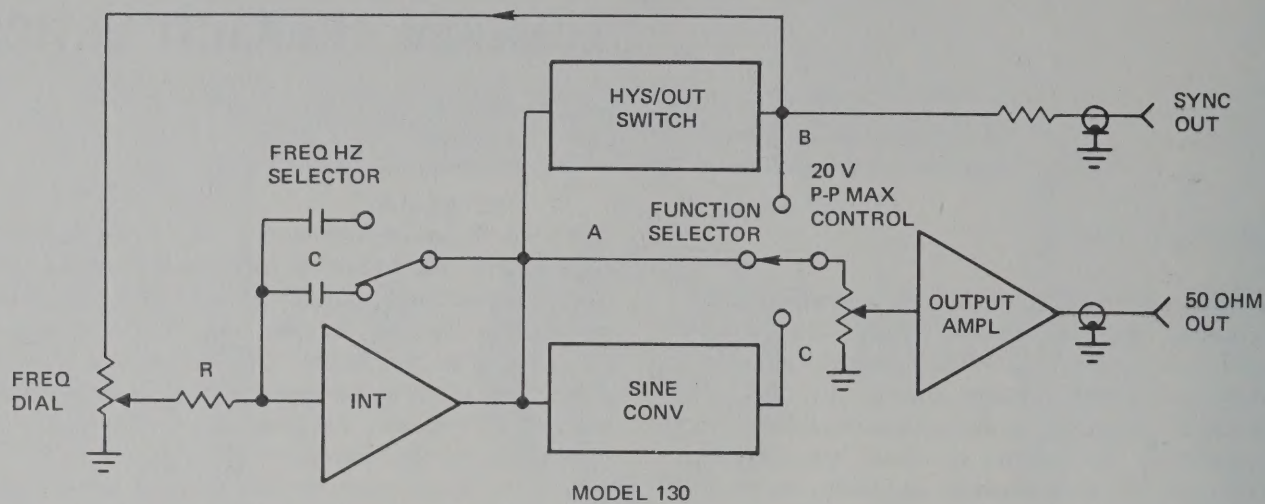 HYS/OUT
SWITCH
SYNC
OUT
B
FREQ HZ
SELECTOR
20 V
P-P MAX
CONTROL
FUNCTION
SELECTOR
A
C
OUTPUT
AMPL
50 OHM
OUT
R
C
FREQ
DIAL
INT
SINE
CONV
MODEL 130